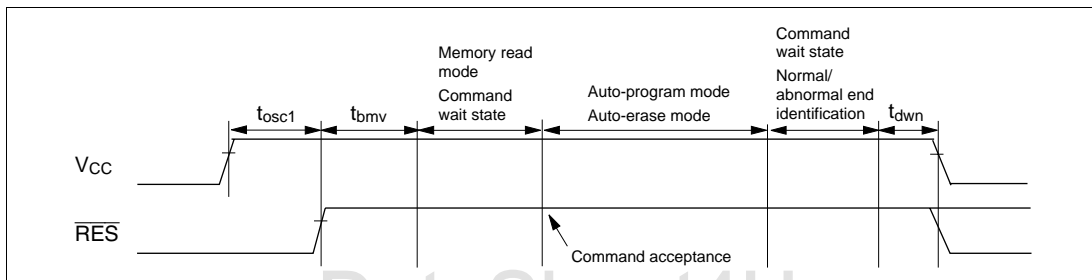 Command
wait state
Memory read
mode
Normal/
abnormal end
identification
Command
wait state
Auto-program mode
Auto-erase mode
tosc1
tbmv
tdwn
VCC
RES
Command acceptance